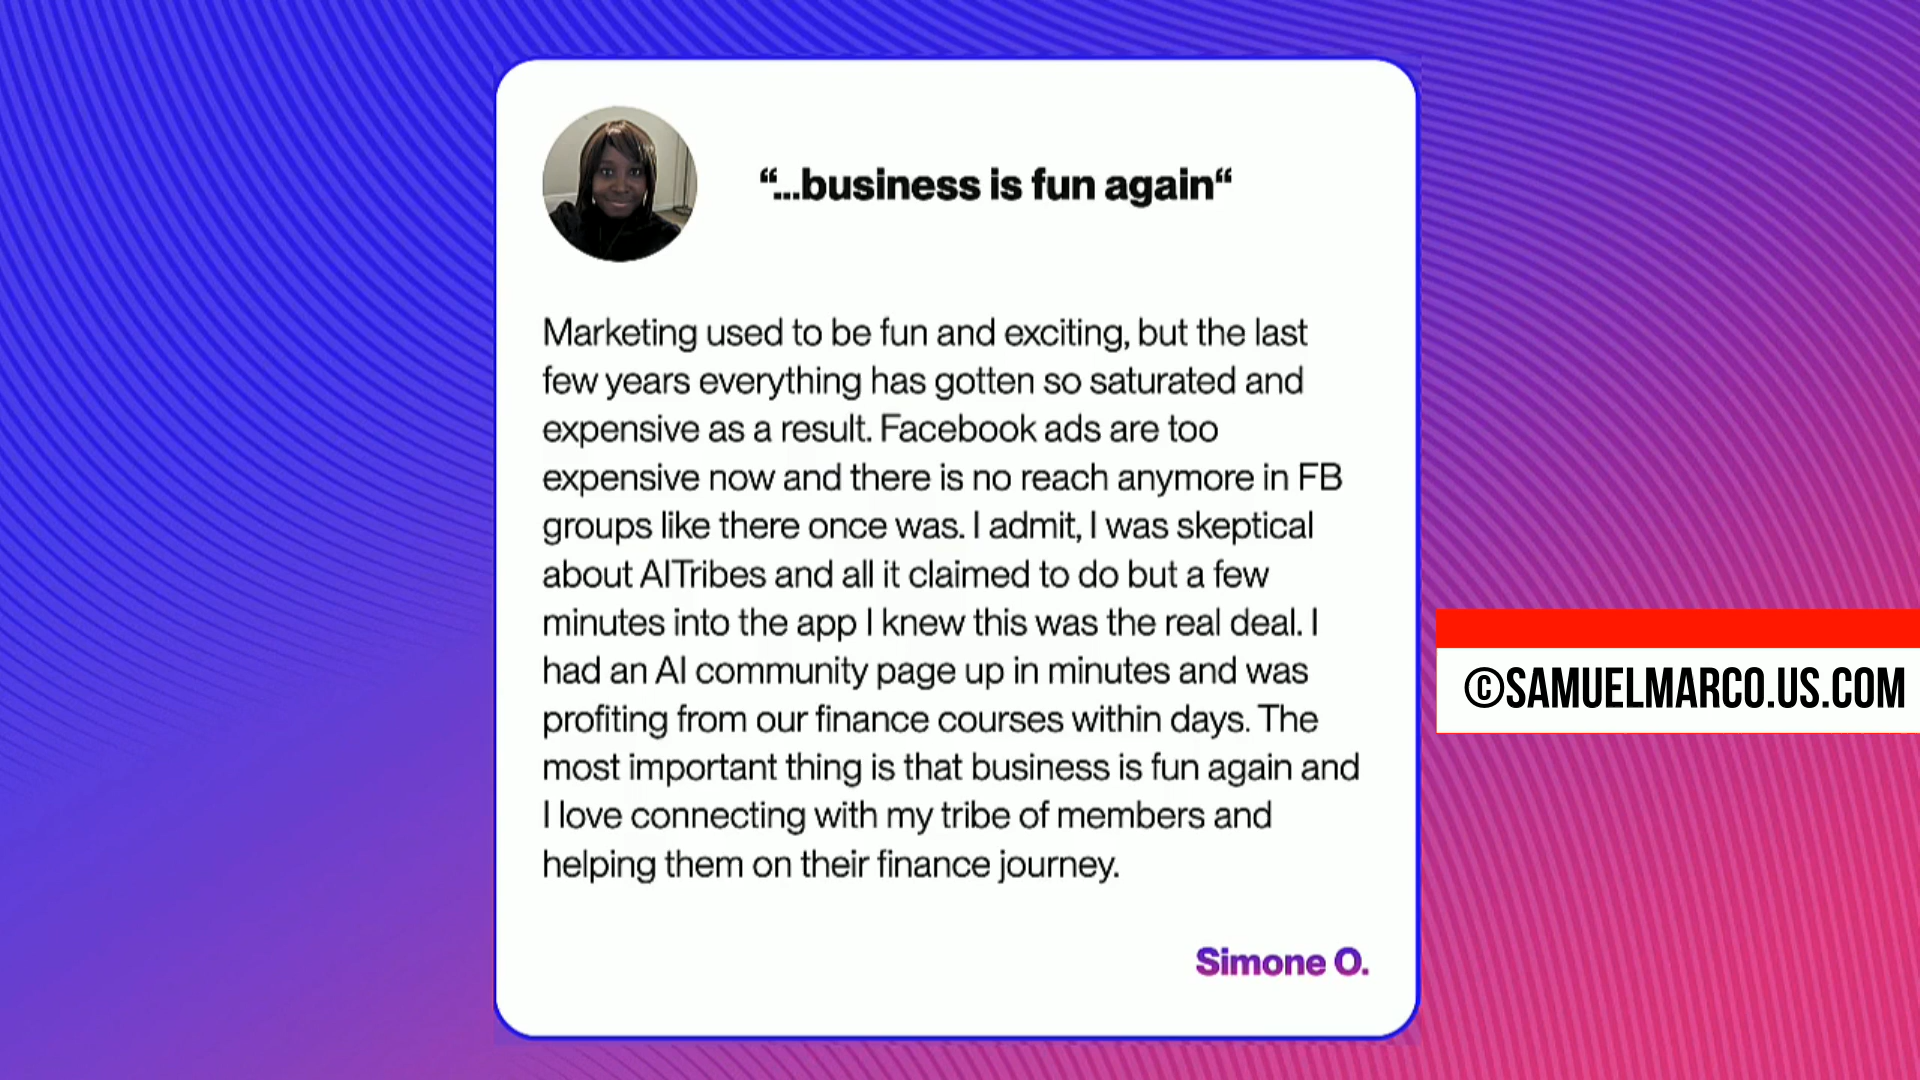 “...business is fun again“
Marketing used to be fun and exciting, but the last
few years everything has gotten so saturated and
expensive as a result. Facebook ads are too
expensive now and there is no reach anymore in FB
groups like there once was. I admit, I was skeptical
about AITribes and all it claimed to do but a few
minutes into the app I knew this was the real deal. I
had an AI community page up in minutes and was
profiting from our finance courses within days. The
most important thing is that business is fun again and
I love connecting with my tribe of members and
helping them on their finance journey.
Simone O.
©SAMUELMARCO.US.COM